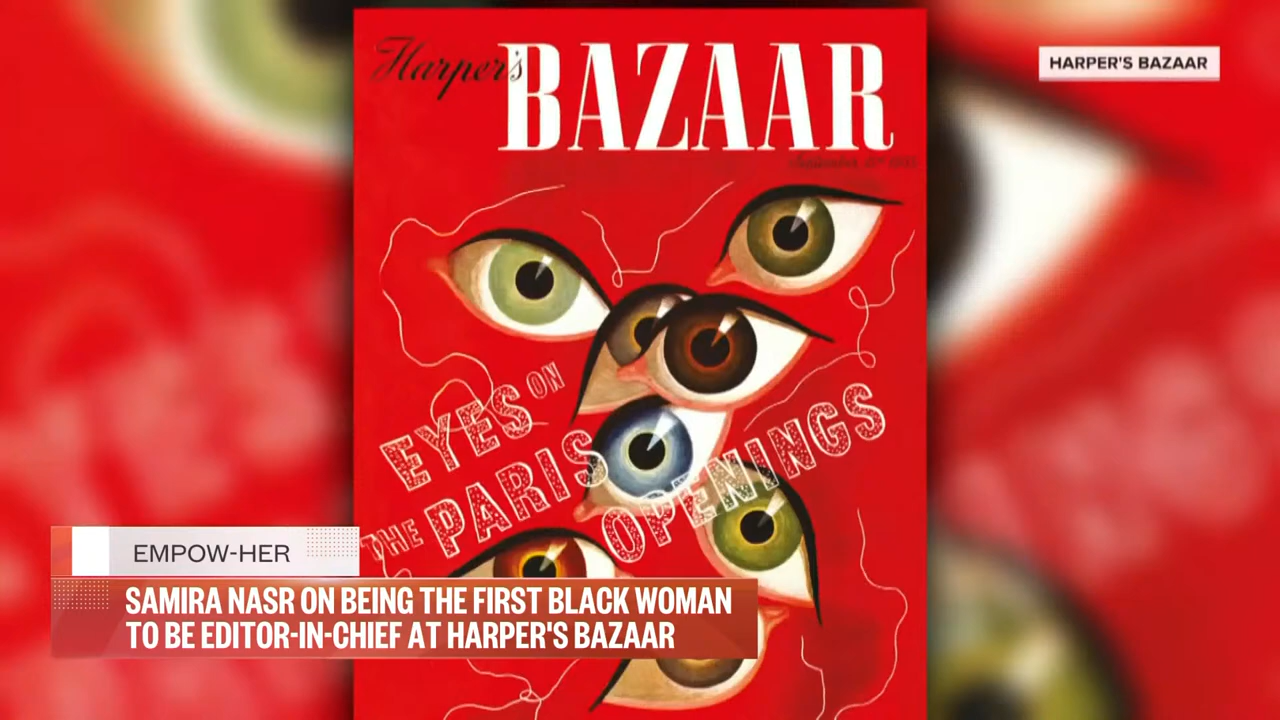 Harper's
BAZAAR
HARPER'S BAZAAR
EYES ON
THE PARIS
OPENINGS
EMPOW-HER
SAMIRA NASR ON BEING THE FIRST BLACK WOMAN
TO BE EDITOR-IN-CHIEF AT HARPER'S BAZAAR